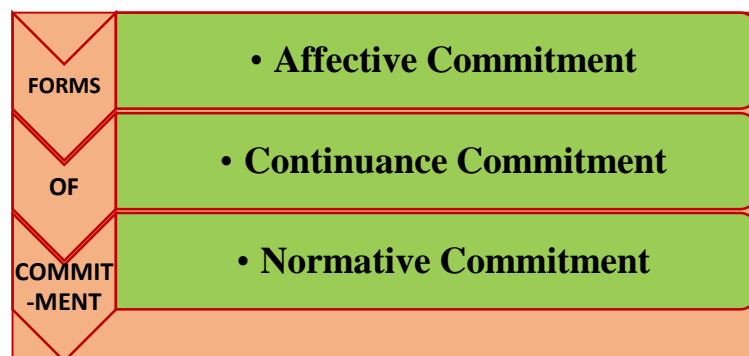 FORMS
• Affective Commitment
OF
• Continuance Commitment
COMMIT
-MENT
• Normative Commitment